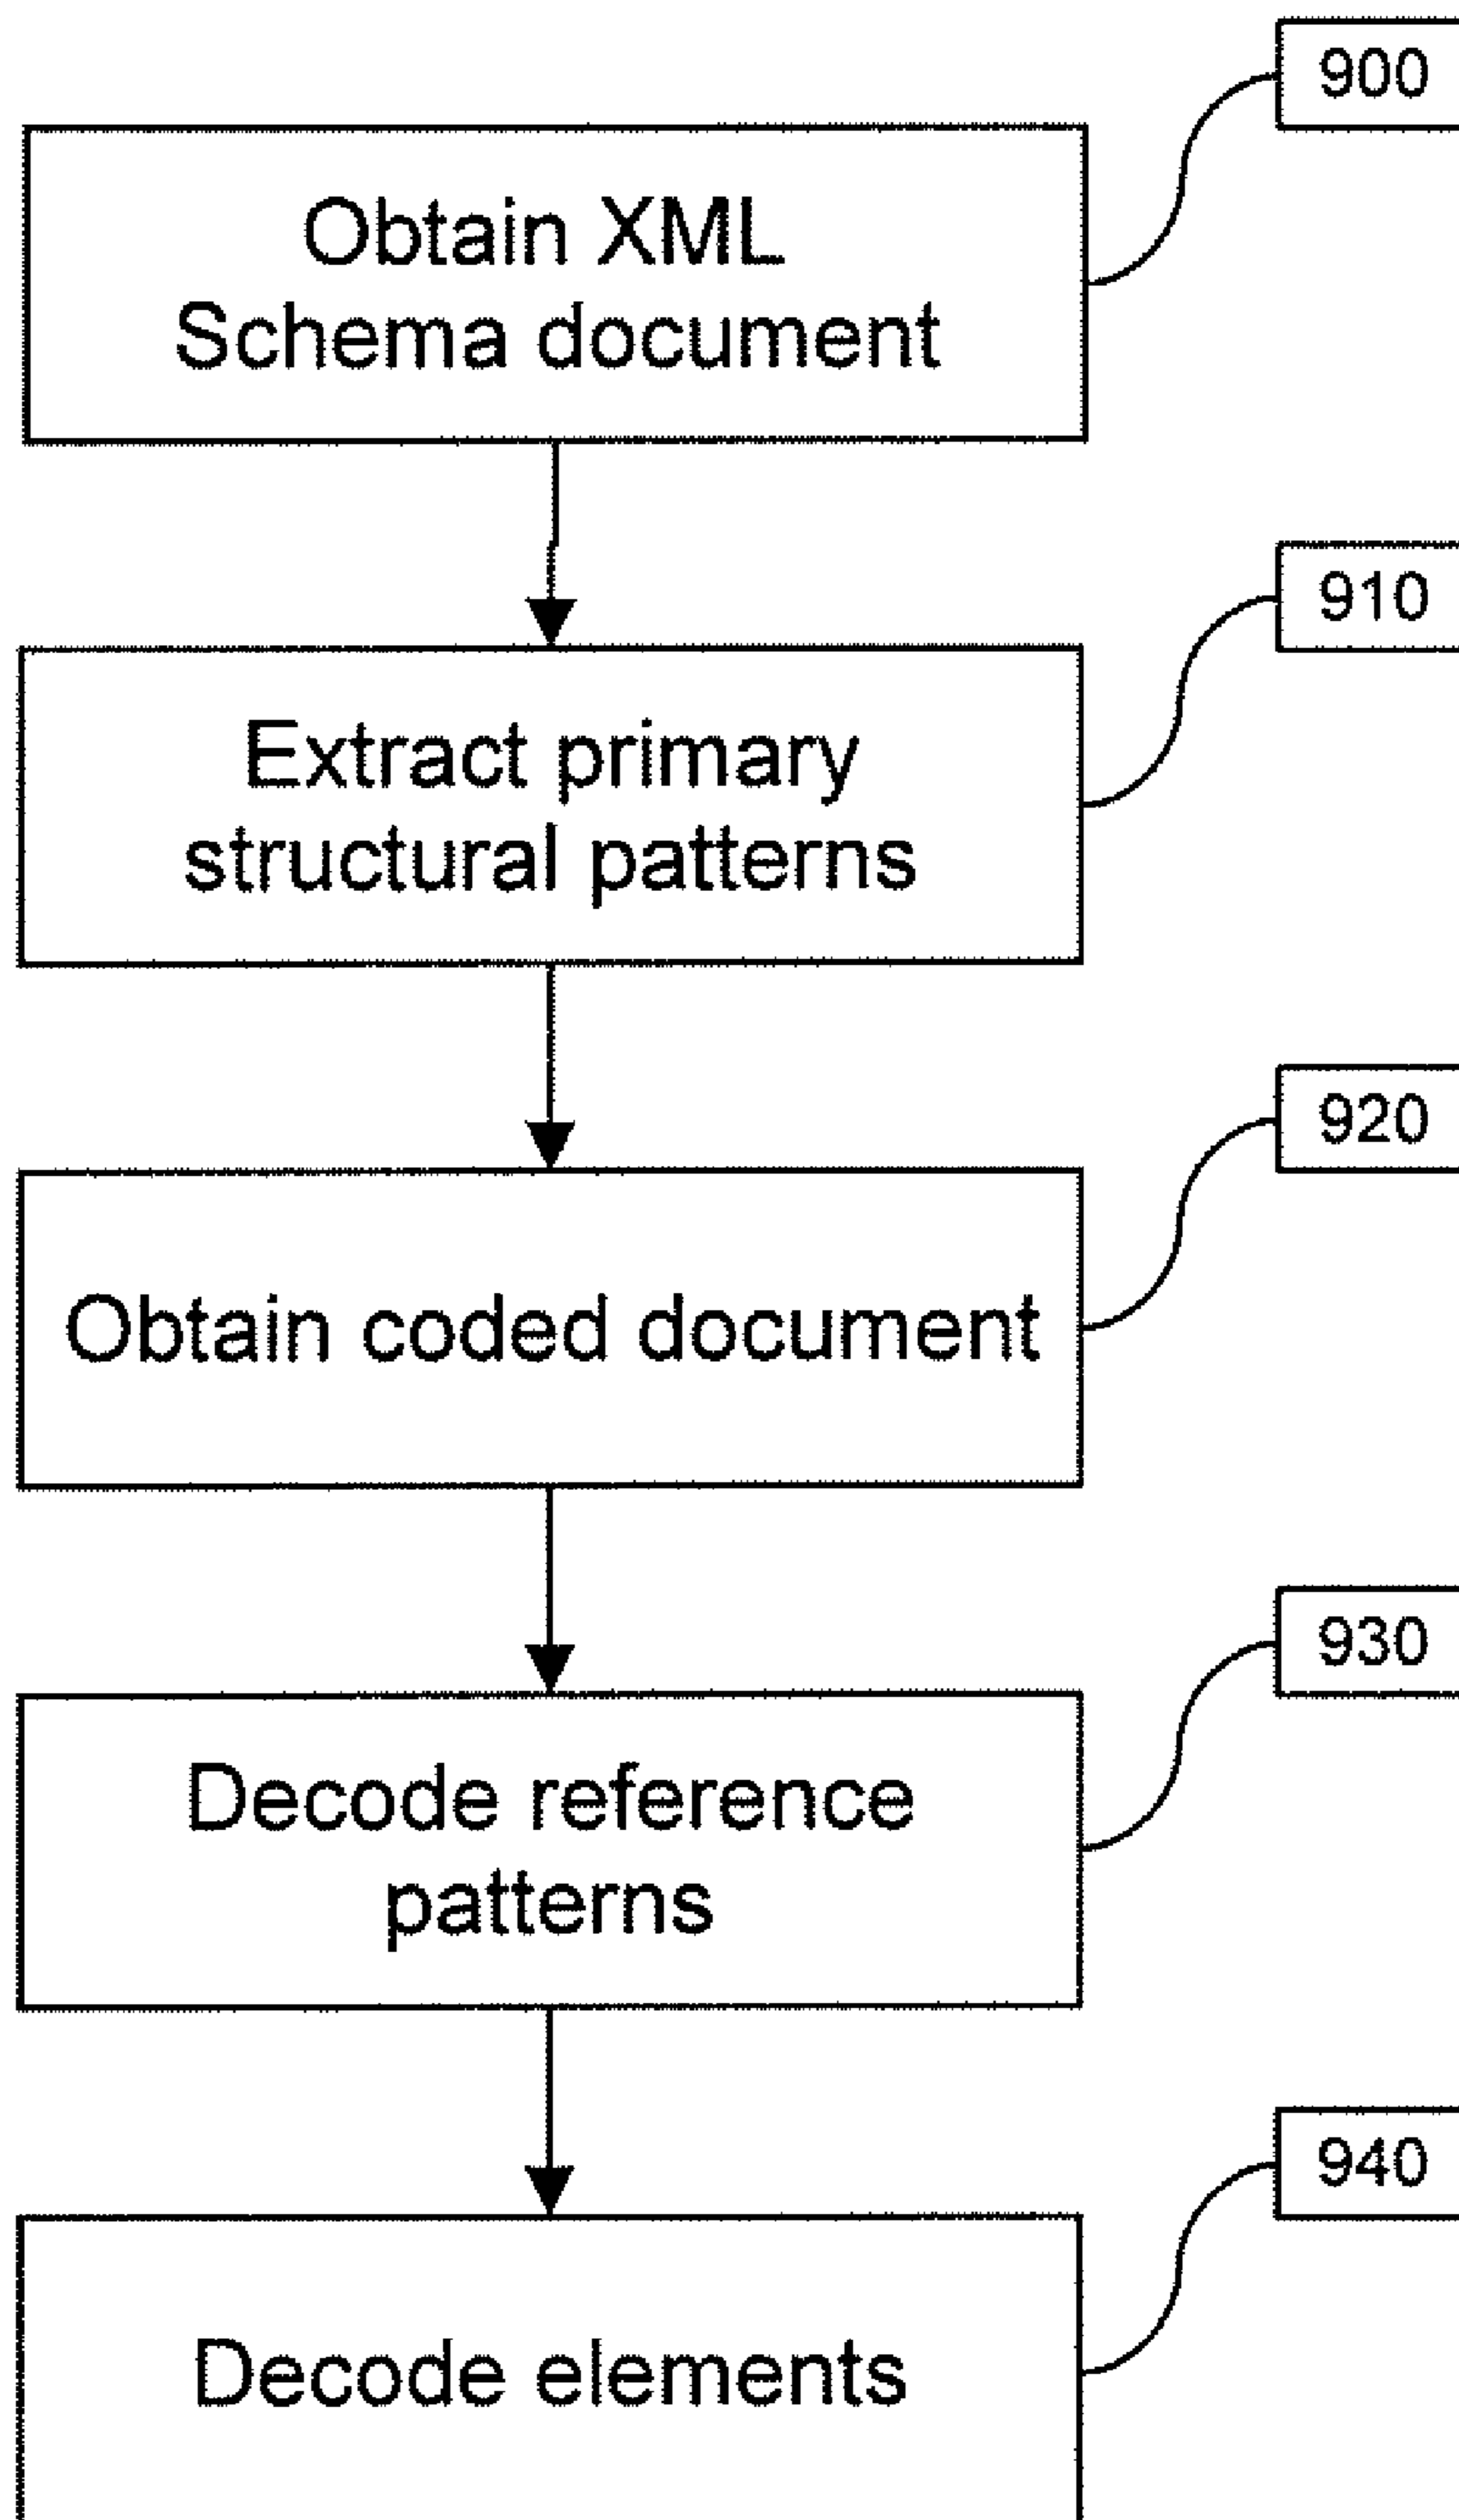 900
Obtain XML
Schema document
910
Extract primary
structural patterns
920
Obtain coded document
930
Decode reference
patterns
940
Decode elements